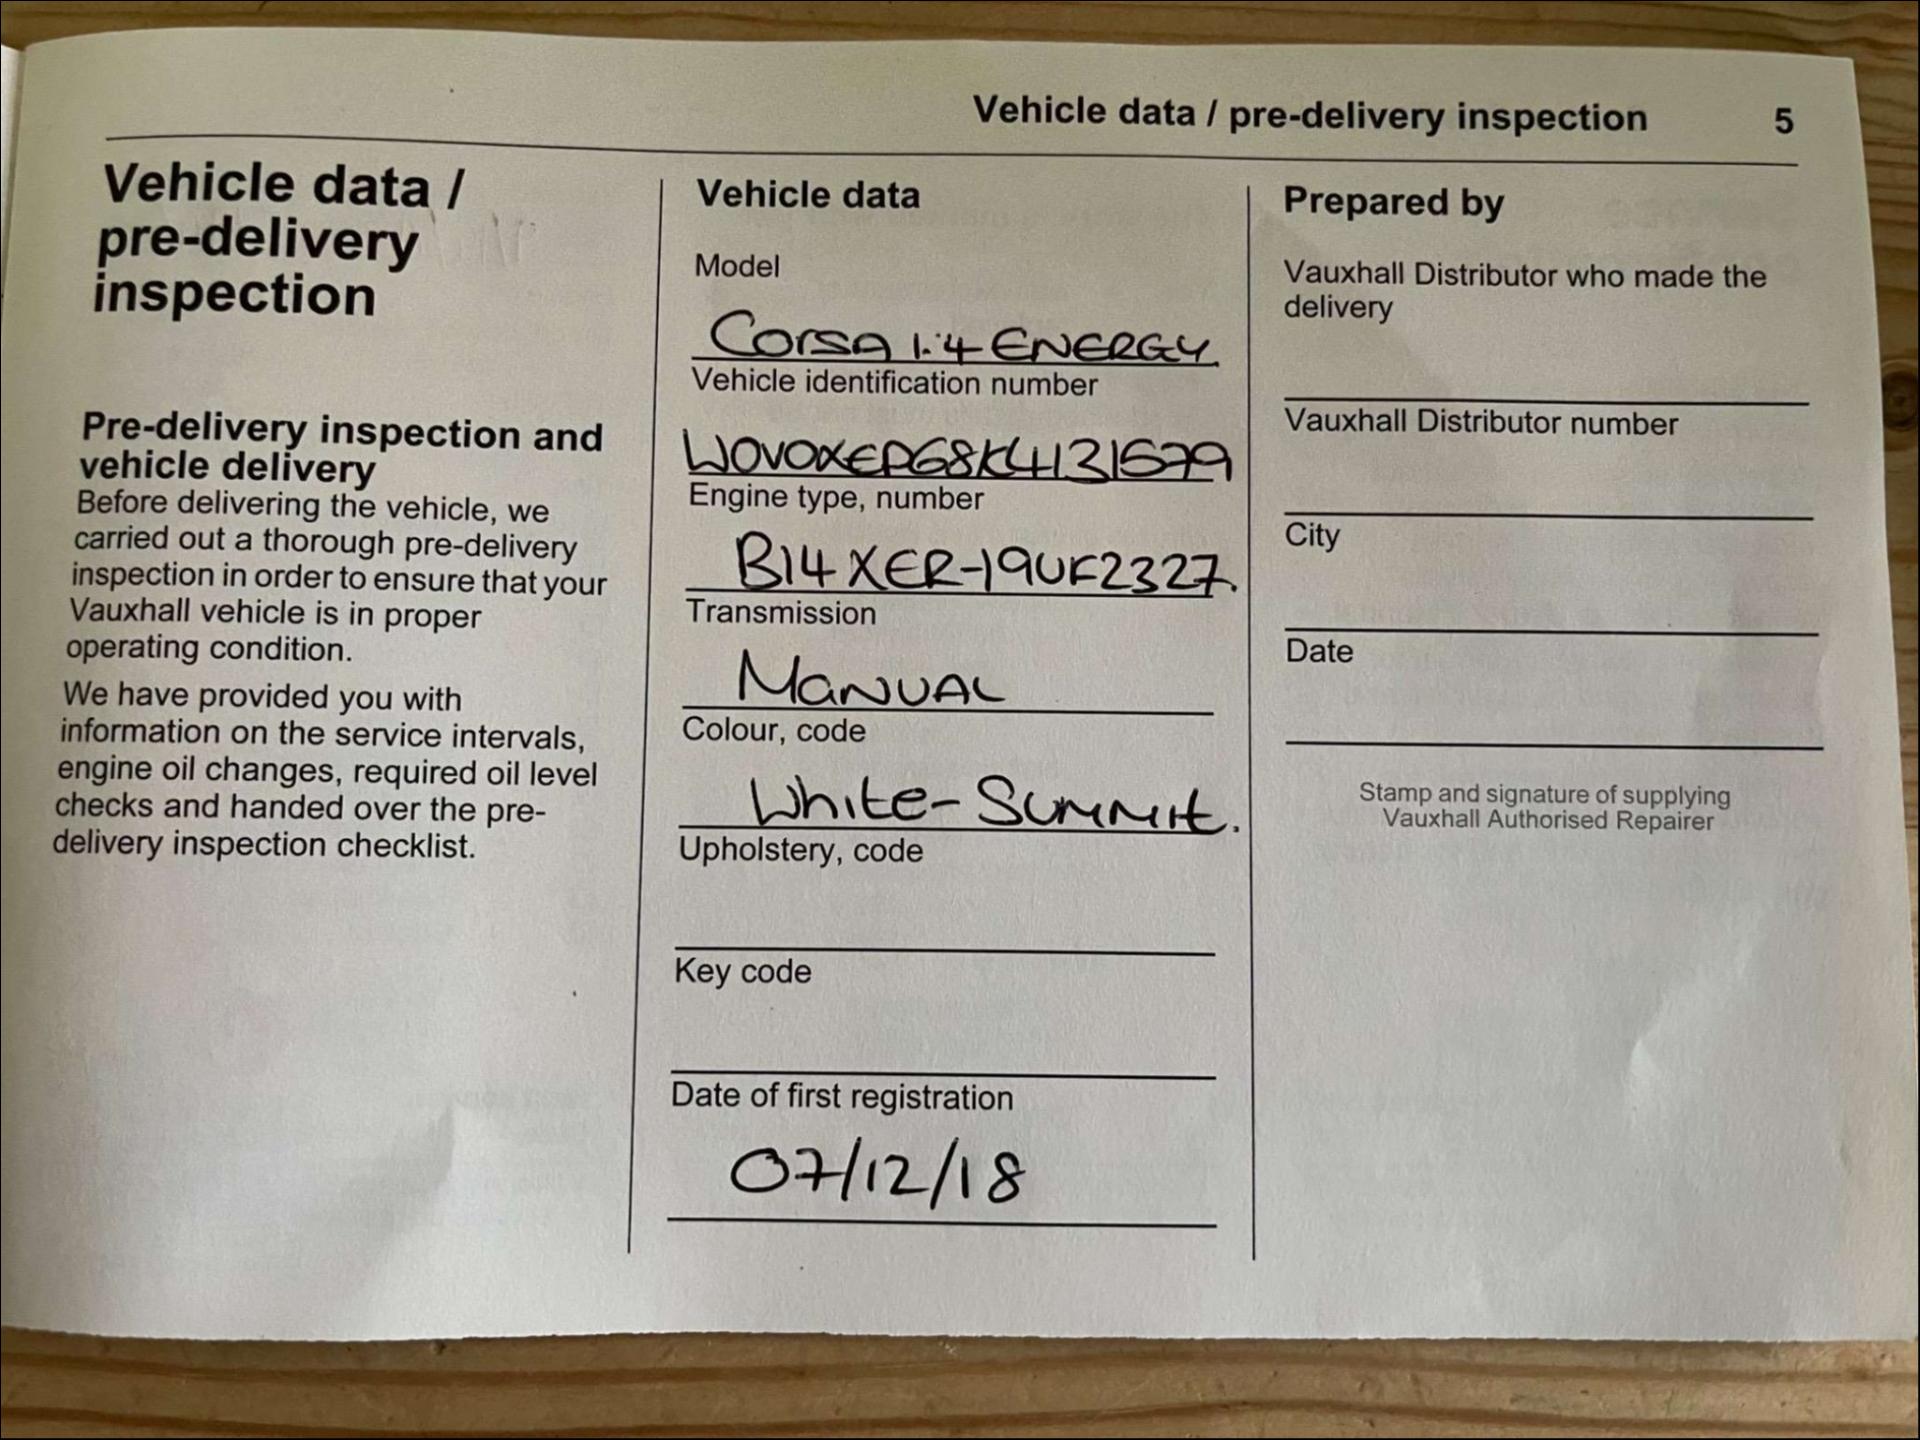 Vehicle data / pre-delivery inspection 5
Vehicle data /
pre-delivery
inspection
Pre-delivery inspection and
vehicle delivery
Before delivering the vehicle, we
carried out a thorough pre-delivery
inspection in order to ensure that your
Vauxhall vehicle is in proper
operating condition.
We have provided you with
information on the service intervals,
engine oil changes, required oil level
checks and handed over the pre-
delivery inspection checklist.
Vehicle data
Model
Corsa 1.4 ENERGY
Vehicle identification number
W0V0XEP68K4131579
Engine type, number
B14XER-19UF2327.
Transmission
MaNUAL
Colour, code
White-Summit.
Upholstery, code
Key code
Date of first registration
07/12/18
Prepared by
Vauxhall Distributor who made the
delivery
Vauxhall Distributor number
City
Date
Stamp and signature of supplying
Vauxhall Authorised Repairer